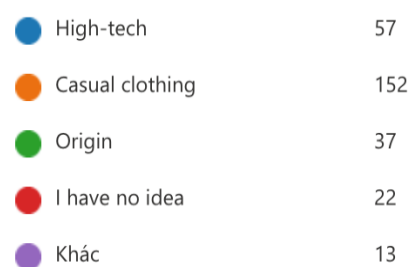 High-tech 57
Casual clothing 152
Origin 37
I have no idea 22
Khác 13